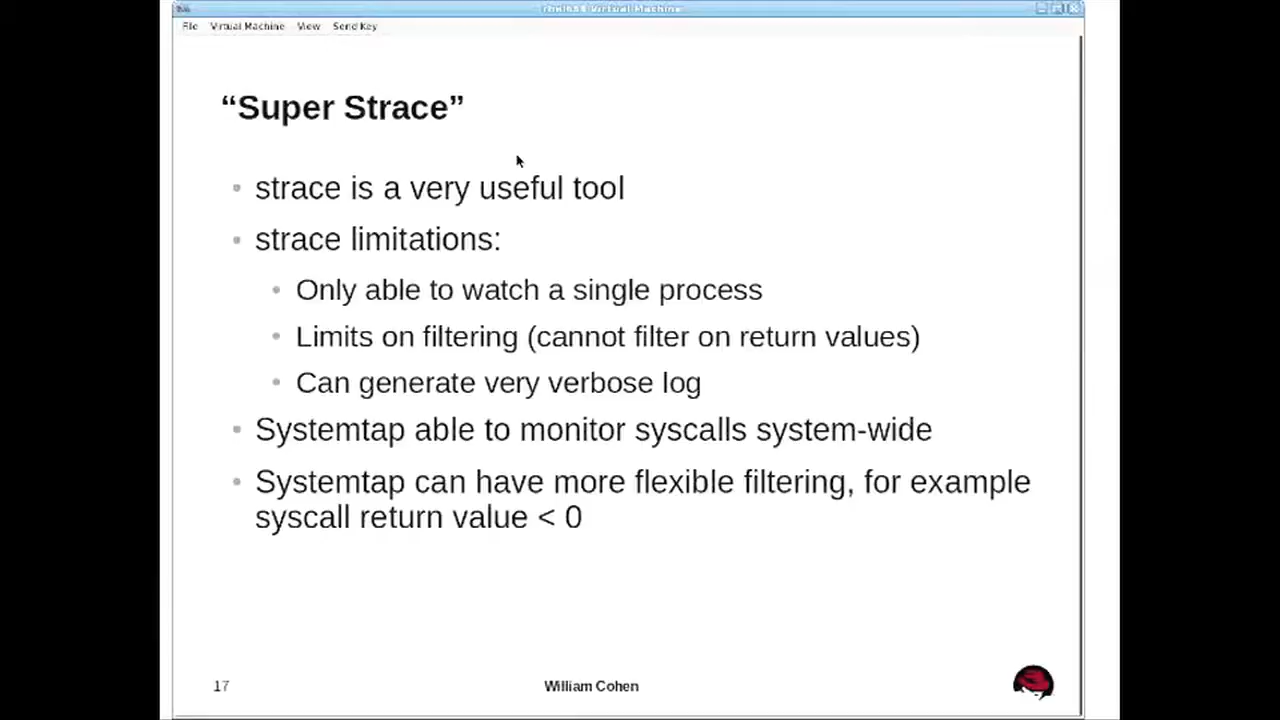 Virtual Machine
File Virtual Machine View Send Key
“Super Strace”
strace is a very useful tool
strace limitations:
Only able to watch a single process
Limits on filtering (cannot filter on return values)
Can generate very verbose log
Systemtap able to monitor syscalls system-wide
Systemtap can have more flexible filtering, for example
syscall return value < 0
17
William Cohen